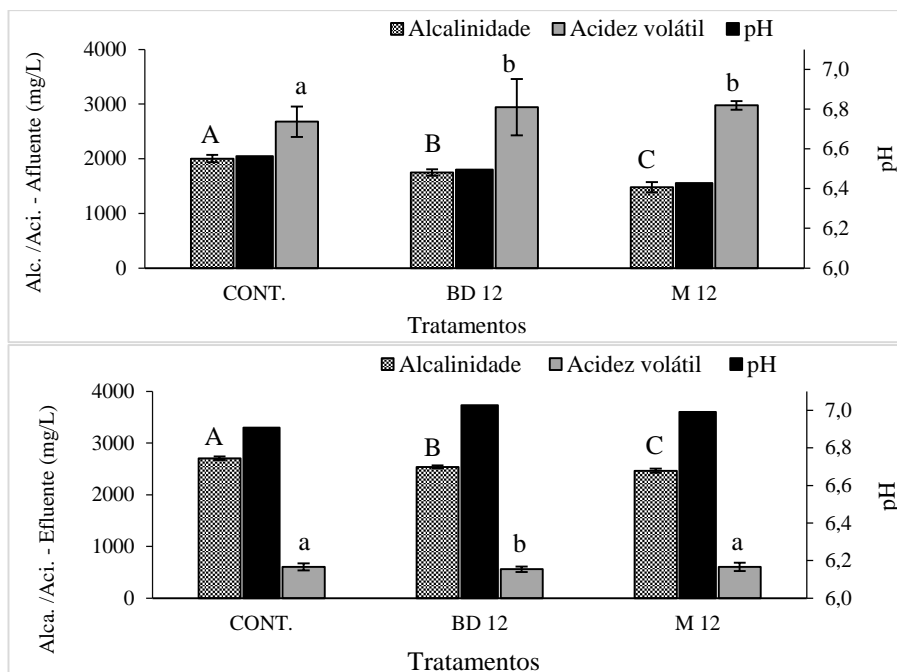 Alcalinidade Acidez volátil pH
Alc. /Aci. - Afluente (mg/L)
4000
3000
2000
1000
0
A a B b C b
7,0
6,8
6,6
6,4
6,2
6,0
pH
CONT. BD 12 M 12
Tratamentos
Alcalinidade Acidez volátil pH
Alca. /Aci. - Efluente (mg/L)
4000
3000
2000
1000
0
A a B b C a
7,0
6,8
6,6
6,4
6,2
6,0
pH
CONT. BD 12 M 12
Tratamentos